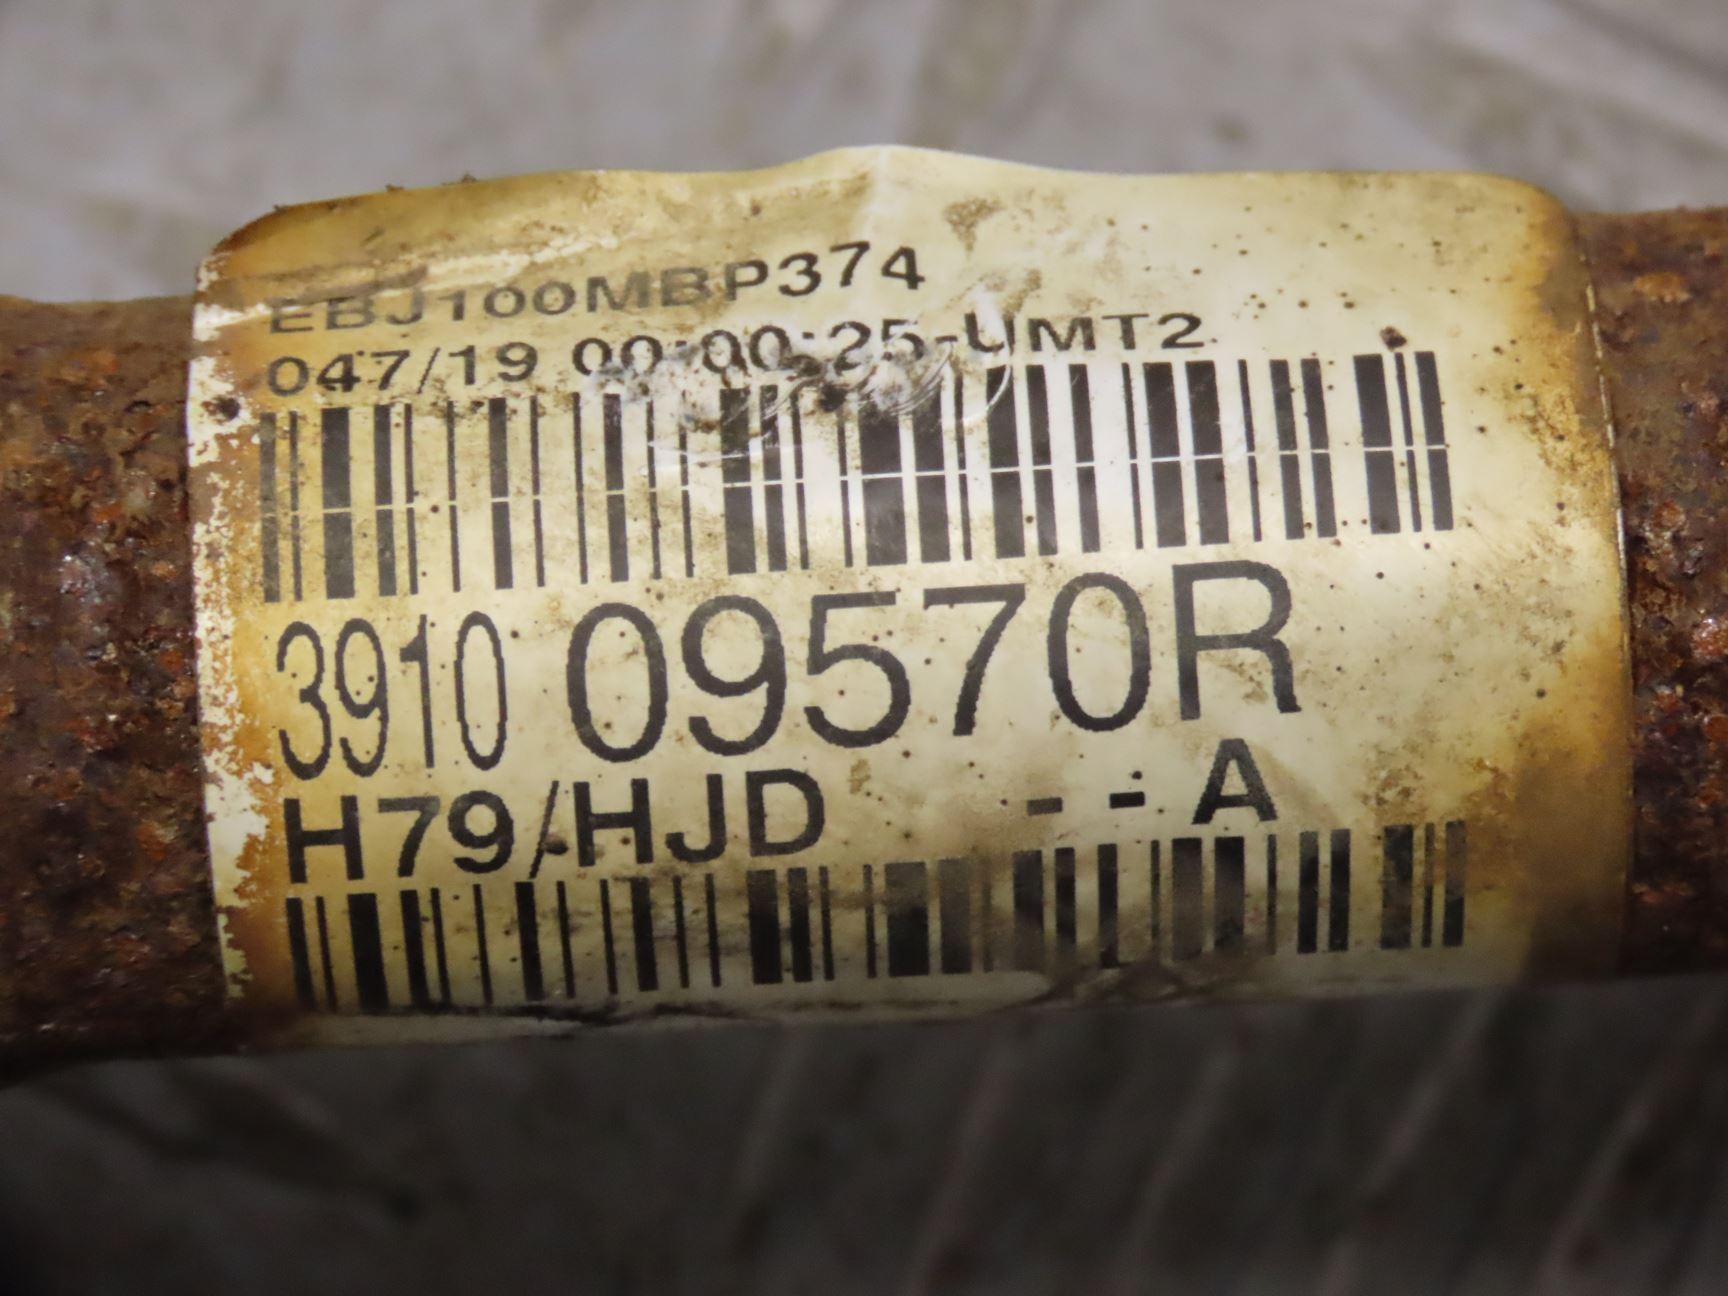 EBJ100MBP374
047/19 00:00:25-UMT2
3910 09570R
H79/HJD - - A